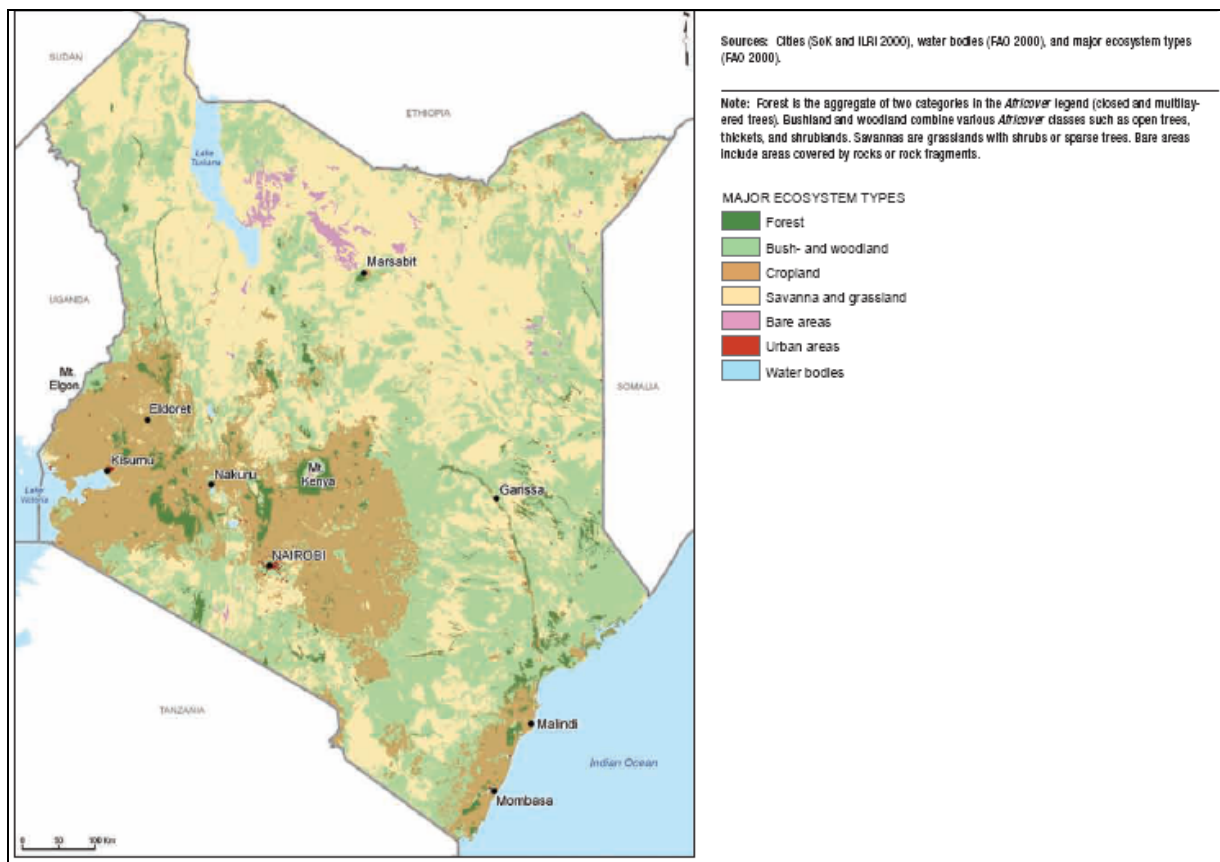 SUDAN
ETHIOPIA
Lake
Turkana
Marsabit
UGANDA
Mt.
Elgon
Eldoret
SOMALIA
Kisumu
Nakuru
Mt.
Kenya
Garissa
Lake
Victoria
NAIROBI
TANZANIA
Malindi
Indian Ocean
Mombasa
0 50 100 Km
Sources: Cities (SoK and ILRI 2000), water bodies (FAO 2000), and major ecosystem types
(FAO 2000).
Note: Forest is the aggregate of two categories in the Africover legend (closed and multilay-
ered trees). Bushland and woodland combine various Africover classes such as open trees,
thickets, and shrublands. Savannas are grasslands with shrubs or sparse trees. Bare areas
include areas covered by rocks or rock fragments.
MAJOR ECOSYSTEM TYPES
Forest
Bush- and woodland
Cropland
Savanna and grassland
Bare areas
Urban areas
Water bodies